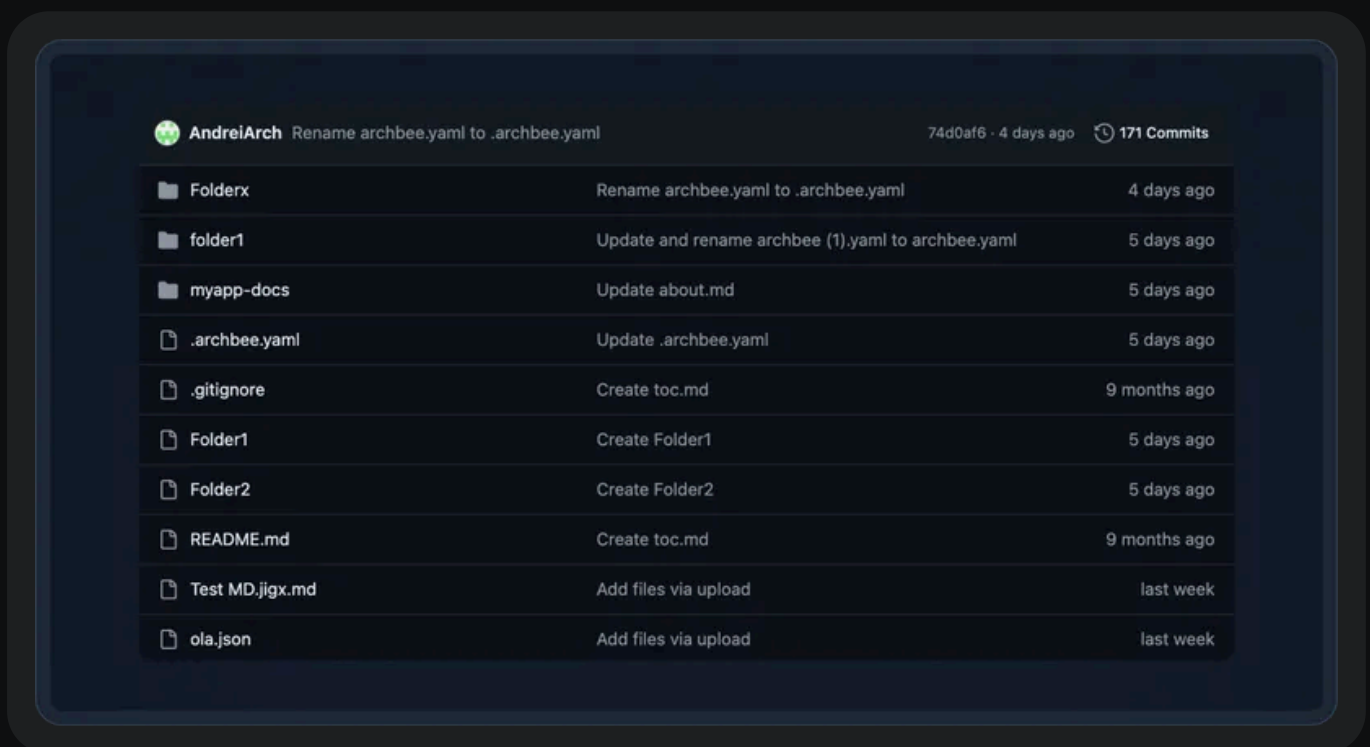 AndreiArch Rename archbee.yaml to .archbee.yaml 74d0af6 · 4 days ago 171 Commits
Folderx Rename archbee.yaml to .archbee.yaml 4 days ago
folder1 Update and rename archbee (1).yaml to archbee.yaml 5 days ago
myapp-docs Update about.md 5 days ago
.archbee.yaml Update .archbee.yaml 5 days ago
.gitignore Create toc.md 9 months ago
Folder1 Create Folder1 5 days ago
Folder2 Create Folder2 5 days ago
README.md Create toc.md 9 months ago
Test MD.jigx.md Add files via upload last week
ola.json Add files via upload last week